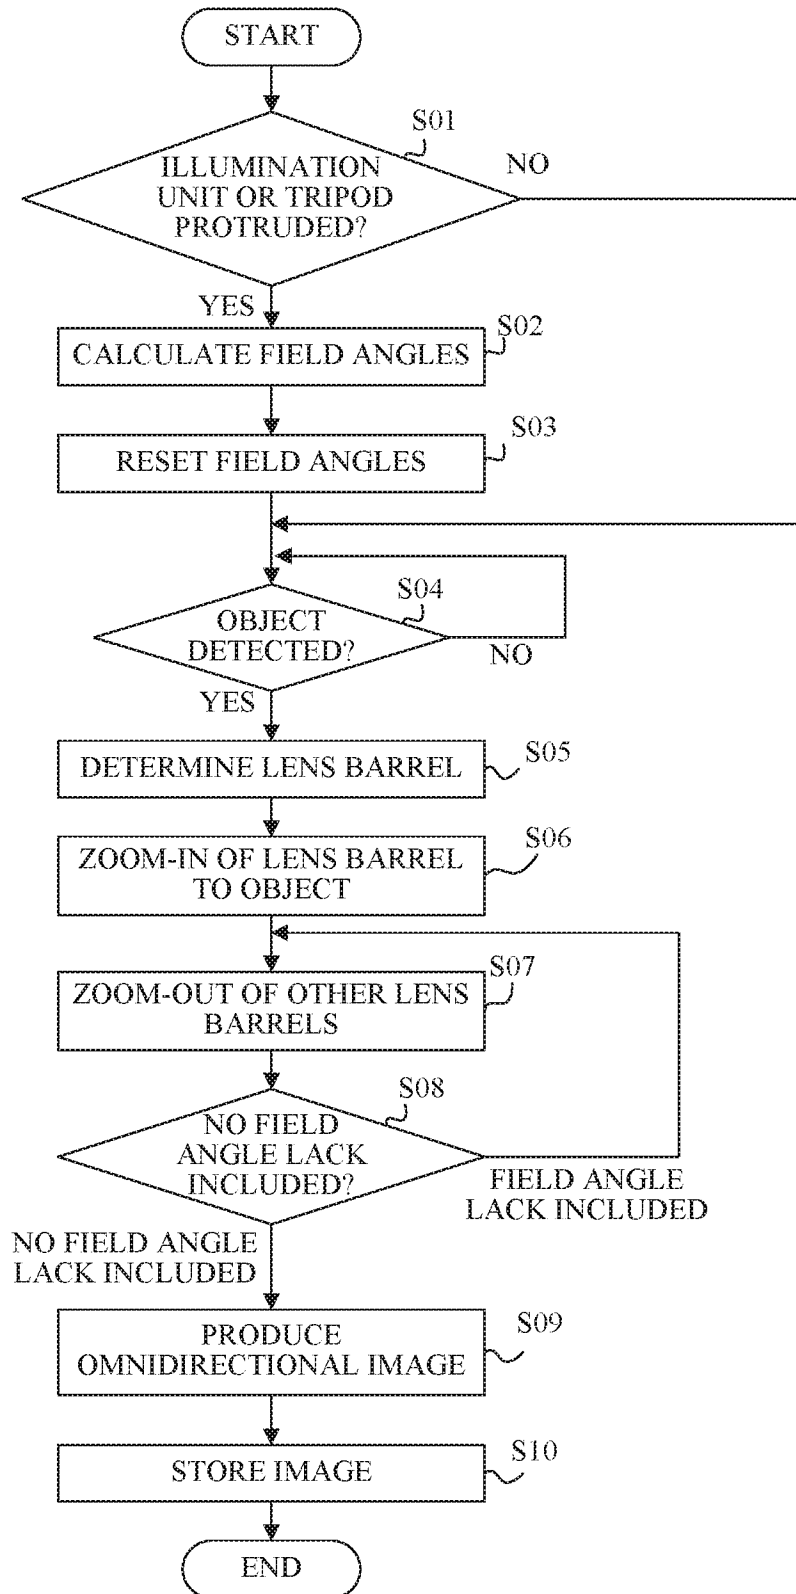 START
S01
ILLUMINATION
UNIT OR TRIPOD
PROTRUDED?
NO
YES
S02
CALCULATE FIELD ANGLES
S03
RESET FIELD ANGLES
S04
OBJECT
DETECTED?
NO
YES
S05
DETERMINE LENS BARREL
S06
ZOOM-IN OF LENS BARREL
TO OBJECT
S07
ZOOM-OUT OF OTHER LENS
BARRELS
S08
NO FIELD
ANGLE LACK
INCLUDED?
FIELD ANGLE
LACK INCLUDED
NO FIELD ANGLE
LACK INCLUDED
S09
PRODUCE
OMNIDIRECTIONAL IMAGE
S10
STORE IMAGE
END